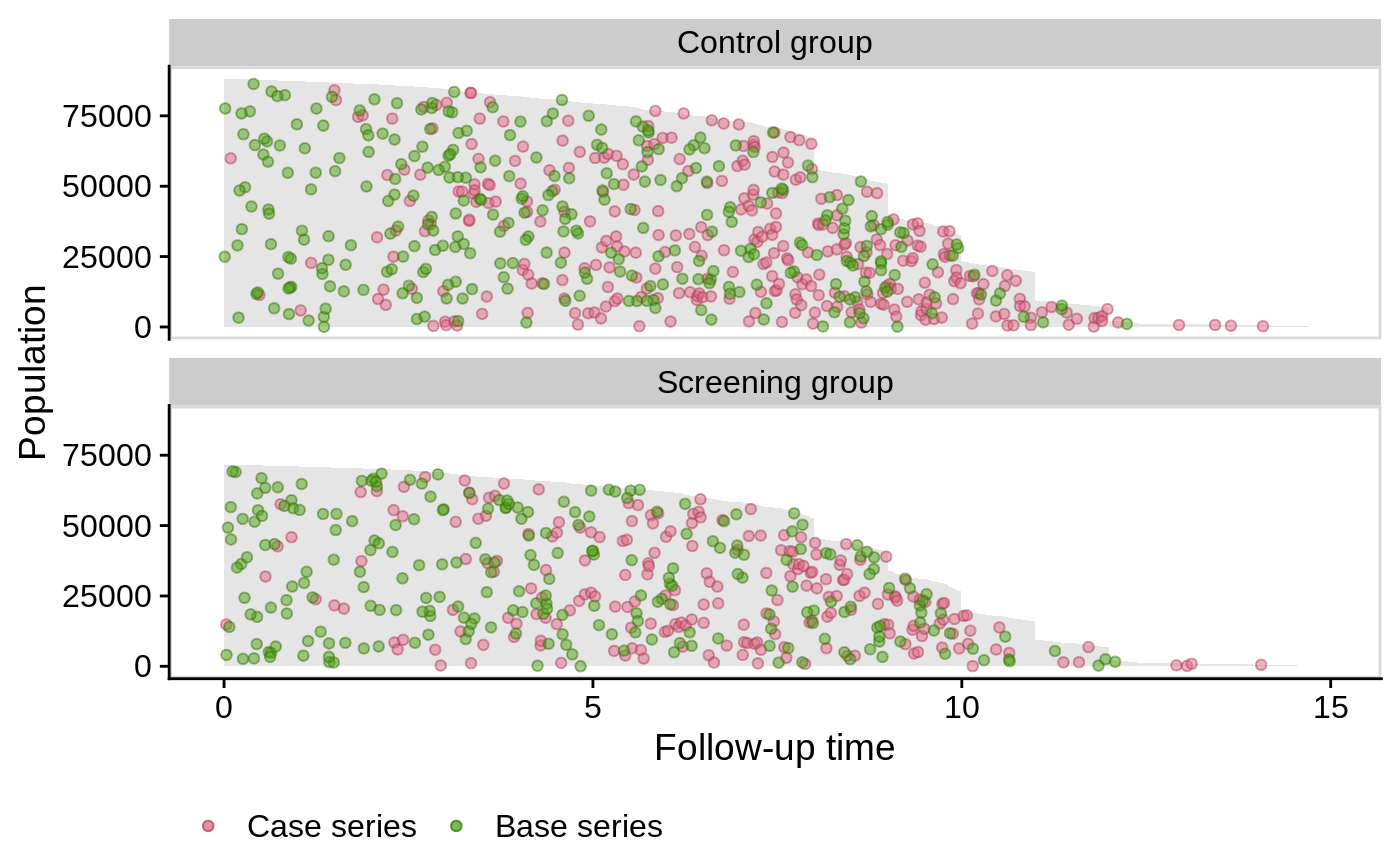 Control group
75000
50000
25000
0
Screening group
75000
50000
25000
0
Population
0 5 10 15
Follow-up time
Case series Base series